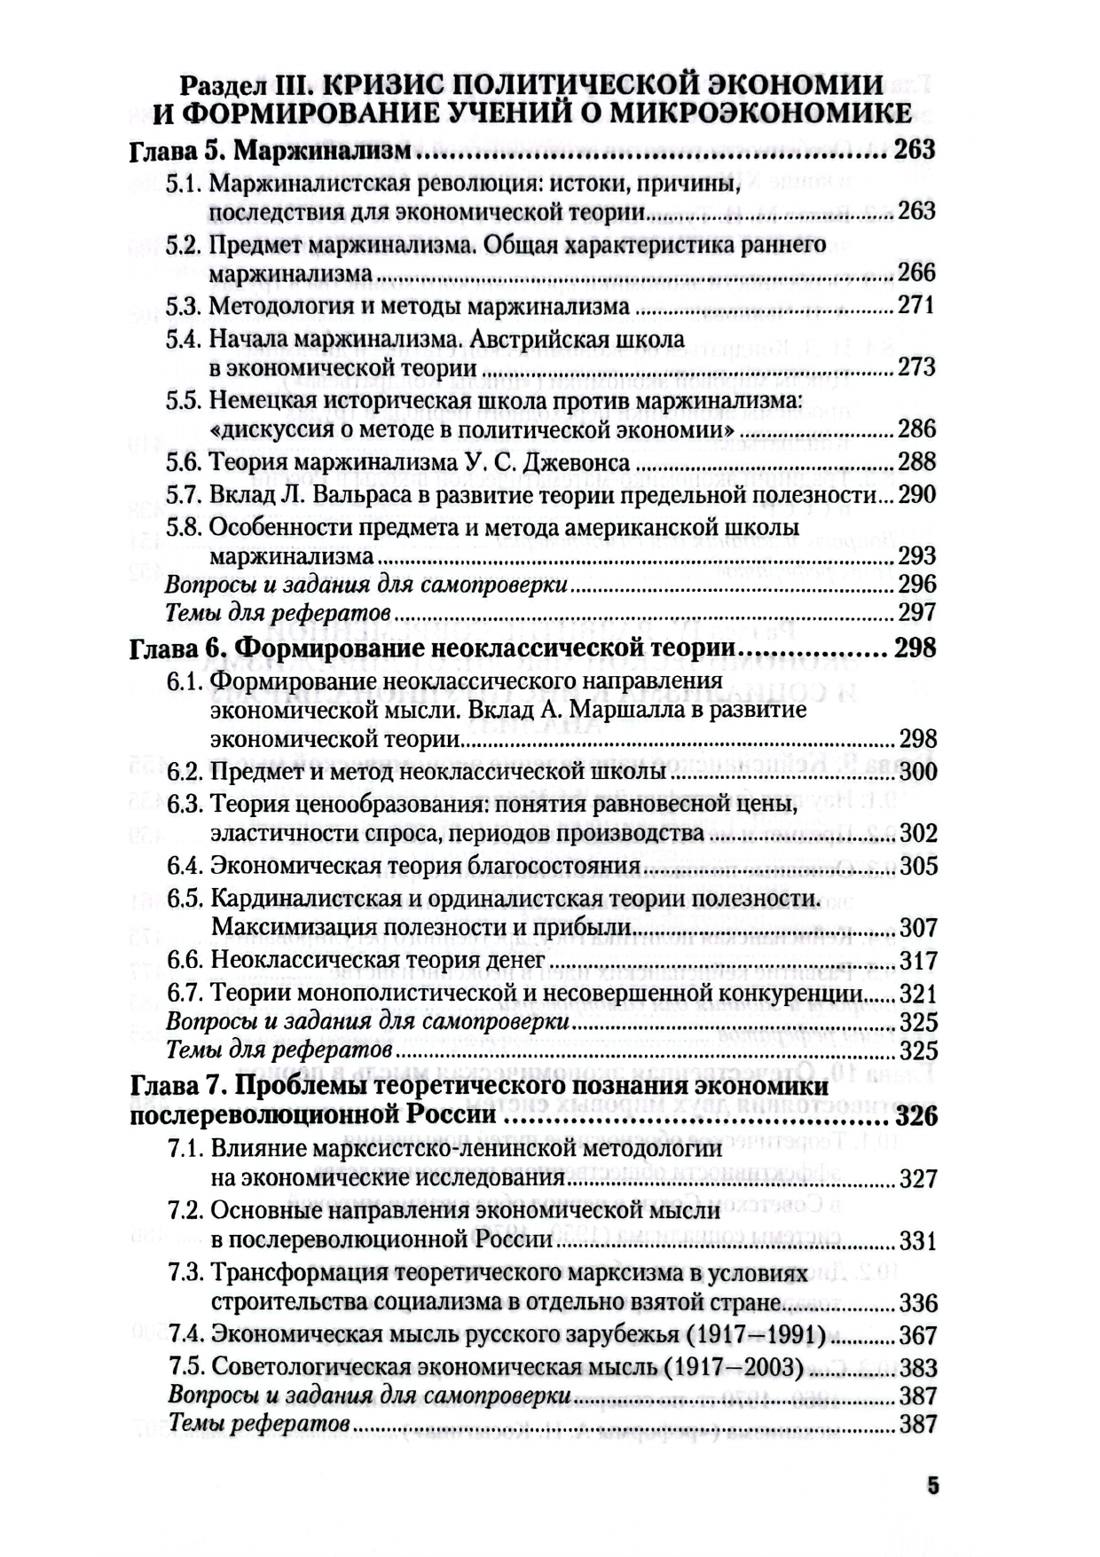 Раздел III. КРИЗИС ПОЛИТИЧЕСКОЙ ЭКОНОМИИ
И ФОРМИРОВАНИЕ УЧЕНИЙ О МИКРОЭКОНОМИКЕ
Глава 5. Маржинализм................................................ 263
5.1. Маржиналистская революция: истоки, причины,
последствия для экономической теории.......................................... 263
5.2. Предмет маржинализма. Общая характеристика раннего
маржинализма.......................................... 266
5.3. Методология и методы маржинализма .......................................... 271
5.4. Начала маржинализма. Австрийская школа
в экономической теории .......................................... 273
5.5. Немецкая историческая школа против маржинализма:
«дискуссия о методе в политической экономии» .......................... 286
5.6. Теория маржинализма У. С. Джевонса .......................................... 288
5.7. Вклад Л. Вальраса в развитие теории предельной полезности... 290
5.8. Особенности предмета и метода американской школы
маржинализма.......................................... 293
Вопросы и задания для самопроверки.......................................... 296
Темы для рефератов.......................................... 297
Глава 6. Формирование неоклассической теории................. 298
6.1. Формирование неоклассического направления
экономической мысли. Вклад А. Маршалла в развитие
экономической теории.......................................... 298
6.2. Предмет и метод неоклассической школы .......................................... 300
6.3. Теория ценообразования: понятия равновесной цены,
эластичности спроса, периодов производства .......................... 302
6.4. Экономическая теория благосостояния.......................................... 305
6.5. Кардиналистская и ординалистская теории полезности.
Максимизация полезности и прибыли.......................................... 307
6.6. Неоклассическая теория денег .......................................... 317
6.7. Теории монополистической и несовершенной конкуренции..... 321
Вопросы и задания для самопроверки.......................................... 325
Темы для рефератов.......................................... 325
Глава 7. Проблемы теоретического познания экономики
послереволюционной России .......................................... 326
7.1. Влияние марксистско-ленинской методологии
на экономические исследования.......................................... 327
7.2. Основные направления экономической мысли
в послереволюционной России .......................................... 331
7.3. Трансформация теоретического марксизма в условиях
строительства социализма в отдельно взятой стране.................. 336
7.4. Экономическая мысль русского зарубежья (1917—1991)........... 367
7.5. Советологическая экономическая мысль (1917—2003) ............... 383
Вопросы и задания для самопроверки.......................................... 387
Темы рефератов.......................................... 387
5